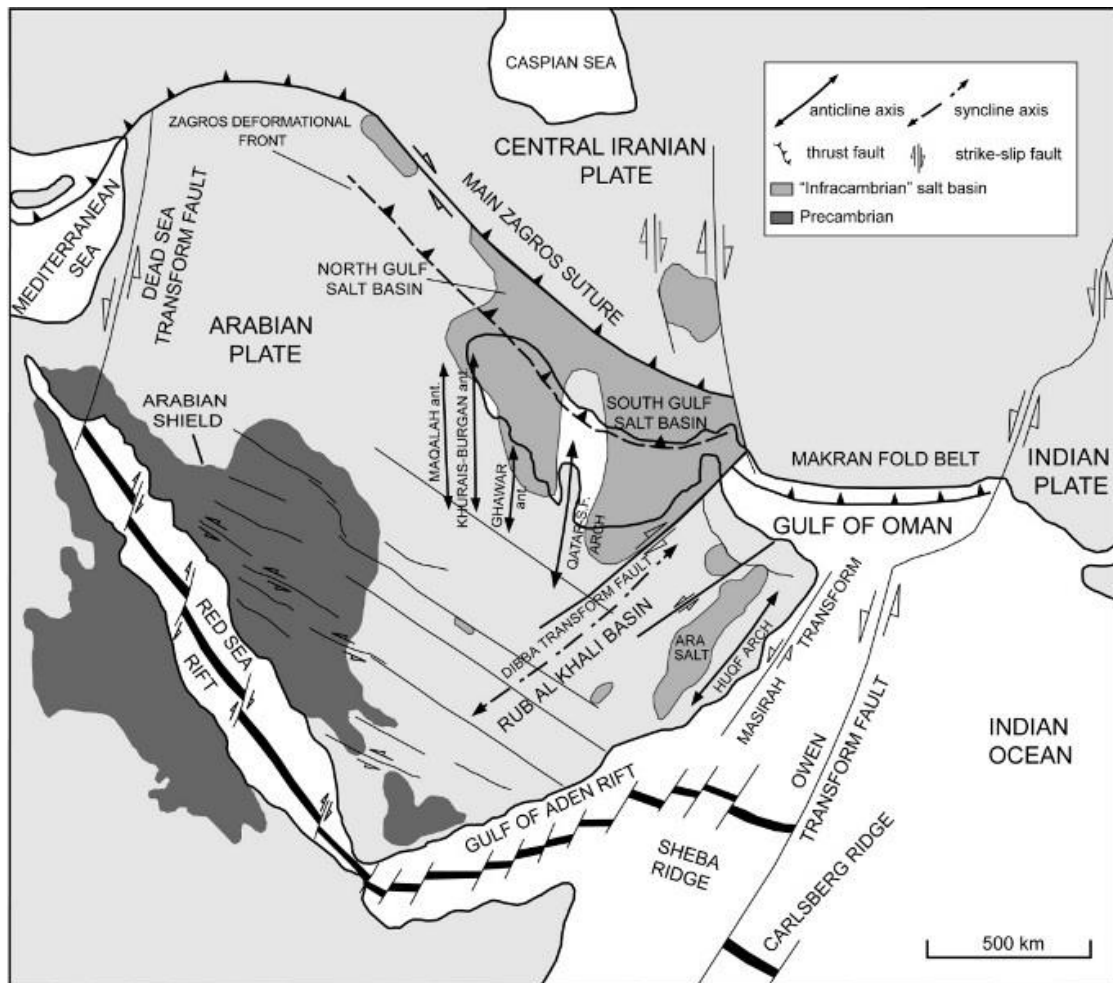 CASPIAN SEA
anticline axis
syncline axis
thrust fault
strike-slip fault
"Infracambrian" salt basin
Precambrian
ZAGROS DEFORMATIONAL
FRONT
CENTRAL IRANIAN
PLATE
MAIN ZAGROS SUTURE
MEDITERRANEAN
SEA
DEAD SEA
TRANSFORM FAULT
NORTH GULF
SALT BASIN
ARABIAN
PLATE
ARABIAN
SHIELD
MAQALAH ant.
KHURAIS-BURGAN ant.
GHAWAR
ant.
QATAR S.F.
ARCH
SOUTH GULF
SALT BASIN
MAKRAN FOLD BELT
INDIAN
PLATE
GULF OF OMAN
DIBBA TRANSFORM FAULT
RUB AL KHALI BASIN
ARA
SALT
HUQF ARCH
MASIRAH TRANSFORM
RED SEA
RIFT
OWEN
TRANSFORM FAULT
INDIAN
OCEAN
GULF OF ADEN RIFT
SHEBA
RIDGE
CARLSBERG RIDGE
500 km